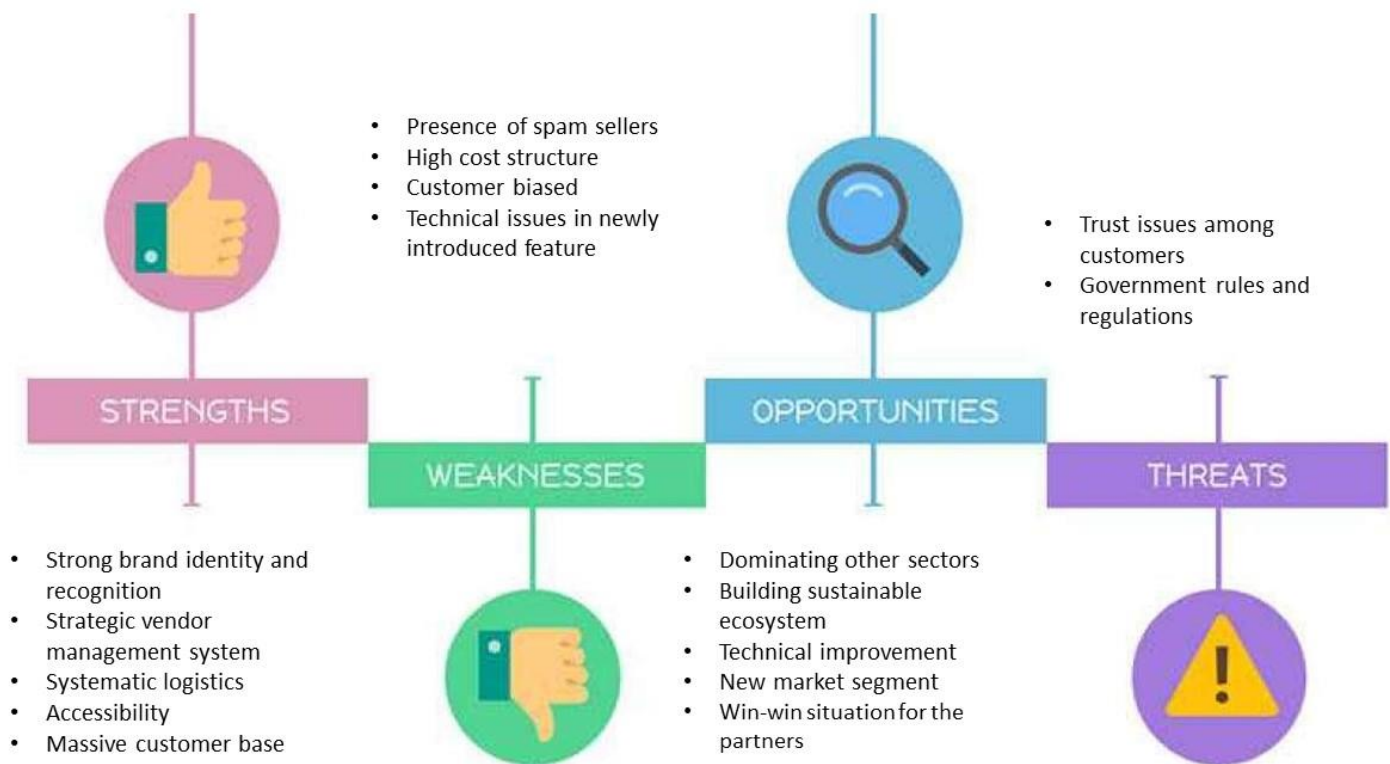 • Presence of spam sellers
• High cost structure
• Customer biased
• Technical issues in newly
introduced feature
• Trust issues among
customers
• Government rules and
regulations
STRENGTHS
WEAKNESSES
OPPORTUNITIES
THREATS
• Strong brand identity and
recognition
• Strategic vendor
management system
• Systematic logistics
• Accessibility
• Massive customer base
• Dominating other sectors
• Building sustainable
ecosystem
• Technical improvement
• New market segment
• Win-win situation for the
partners